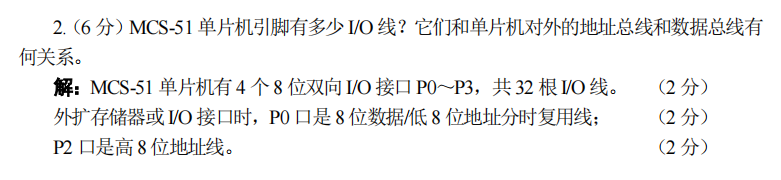 2.（6 分）MCS-51 单片机引脚有多少 I/O 线？它们和单片机对外的地址总线和数据总线有
何关系。
解：MCS-51 单片机有 4 个 8 位双向 I/O 接口 P0～P3，共 32 根 I/O 线。 （2 分）
外扩存储器或 I/O 接口时，P0 口是 8 位数据/低 8 位地址分时复用线； （2 分）
P2 口是高 8 位地址线。 （2 分）